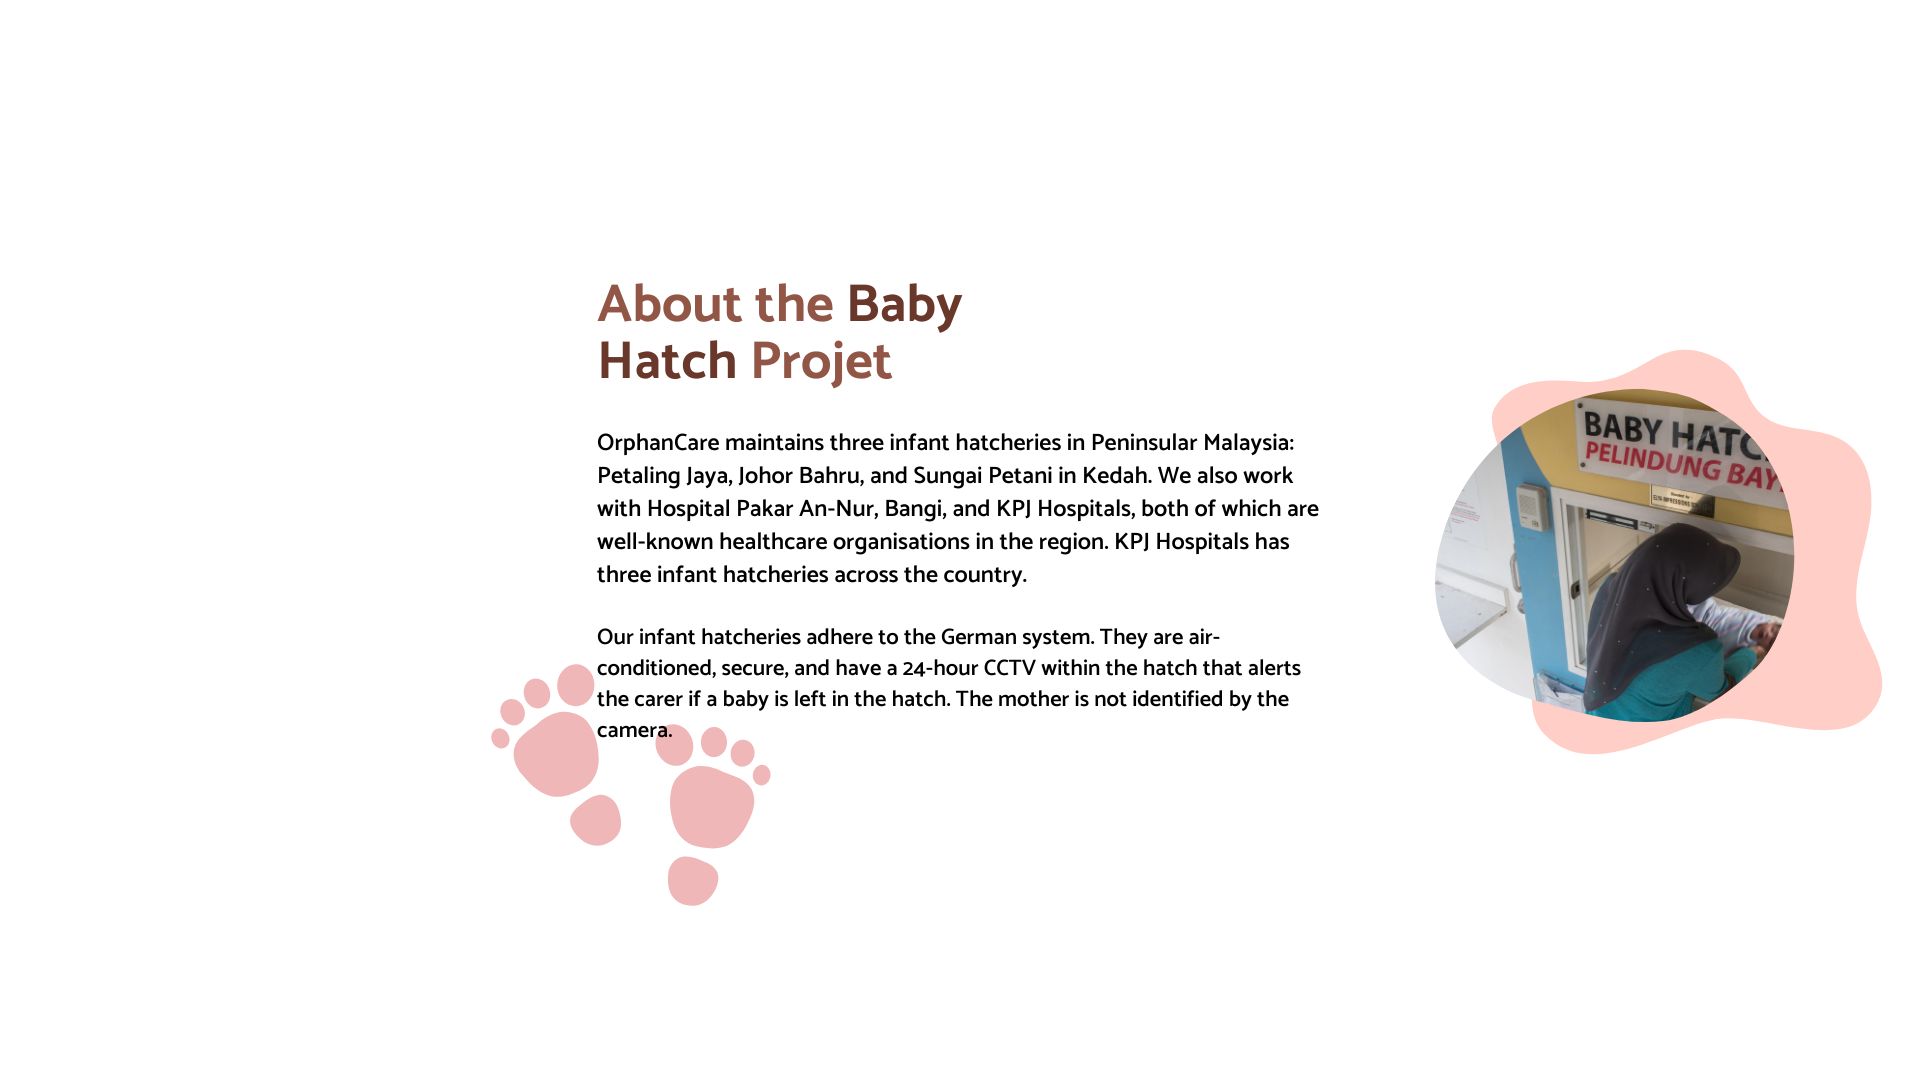 About the Baby
Hatch Projet
OrphanCare maintains three infant hatcheries in Peninsular Malaysia:
Petaling Jaya, Johor Bahru, and Sungai Petani in Kedah. We also work
with Hospital Pakar An-Nur, Bangi, and KPJ Hospitals, both of which are
well-known healthcare organisations in the region. KPJ Hospitals has
three infant hatcheries across the country.
Our infant hatcheries adhere to the German system. They are air-
conditioned, secure, and have a 24-hour CCTV within the hatch that alerts
the carer if a baby is left in the hatch. The mother is not identified by the
camera.
BABY HATC
PELINDUNG BAY